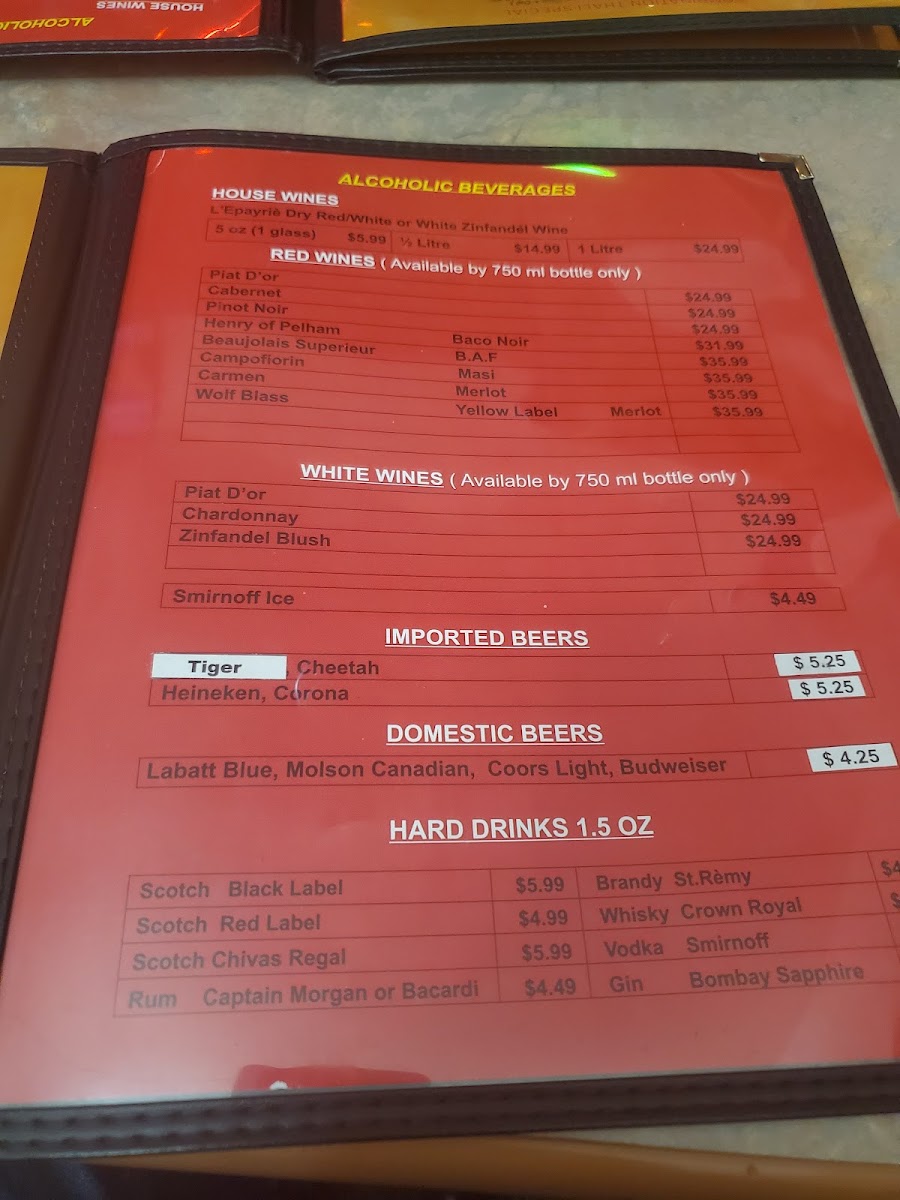 HOUSE WINES
ALCOHOLIC
ALCOHOLIC BEVERAGES
HOUSE WINES
L'Epayriè Dry Red/White or White Zinfandél Wine
5 oz (1 glass) $5.99 ½ Litre $14.99 1 Litre $24.99
RED WINES ( Available by 750 ml bottle only )
Piat D'or $24.99
Cabernet $24.99
Pinot Noir $24.99
Henry of Pelham Baco Noir $31.99
Beaujolais Superieur B.A.F $35.99
Campofiorin Masi $35.99
Carmen Merlot $35.99
Wolf Blass Yellow Label Merlot $35.99
WHITE WINES ( Available by 750 ml bottle only )
Piat D'or $24.99
Chardonnay $24.99
Zinfandel Blush $24.99
Smirnoff Ice $4.49
IMPORTED BEERS
Tiger , Cheetah $ 5.25
Heineken, Corona $ 5.25
DOMESTIC BEERS
Labatt Blue, Molson Canadian, Coors Light, Budweiser $ 4.25
HARD DRINKS 1.5 OZ
Scotch Black Label $5.99 Brandy St.Rèmy $4
Scotch Red Label $4.99 Whisky Crown Royal $
Scotch Chivas Regal $5.99 Vodka Smirnoff
Rum Captain Morgan or Bacardi $4.49 Gin Bombay Sapphire